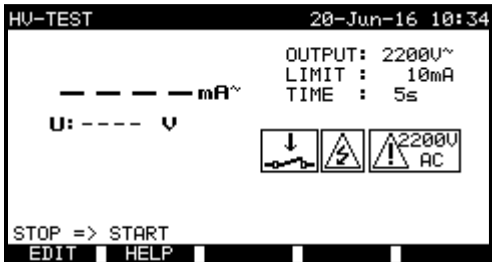 HV-TEST 20-Jun-16 10:34
OUTPUT: 2200V~
LIMIT : 10mA
TIME : 5s
– – – – mA~
U: – – – – V
2200V
AC
STOP => START
EDIT HELP